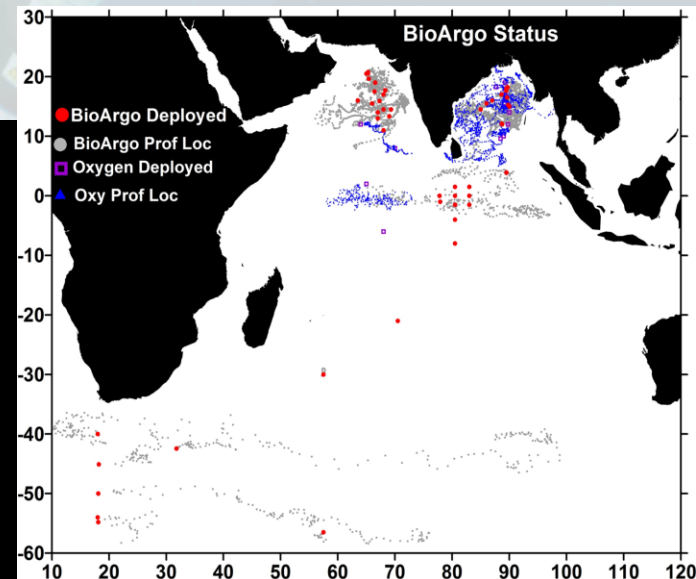 BioArgo Status
30
20
10
0
-10
-20
-30
-40
-50
-60
BioArgo Deployed
BioArgo Prof Loc
Oxygen Deployed
Oxy Prof Loc
10 20 30 40 50 60 70 80 90 100 110 120